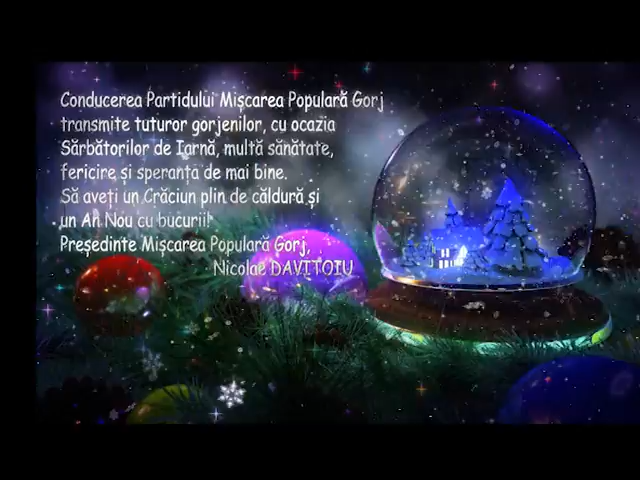 Conducerea Partidului Mișcarea Populară Gorj
transmite tuturor gorjenilor, cu ocazia
Sărbătorilor de Iarnă, multă sănătate,
fericire și speranța de mai bine.
Să aveți un Crăciun plin de căldură și
un An Nou cu bucurii!
Președinte Mișcarea Populară Gorj,
Nicolae DAVITOIU